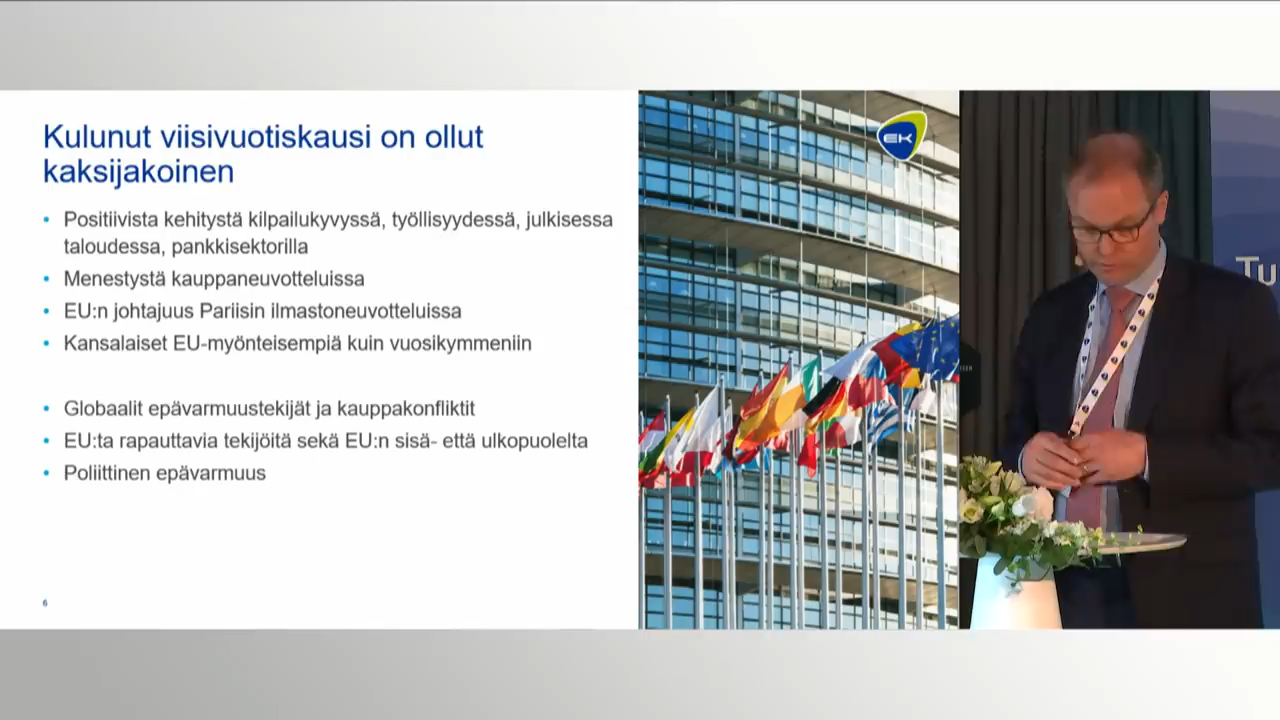 Kulunut viisivuotiskausi on ollut
kaksijakoinen
• Positiivista kehitystä kilpailukyvyssä, työllisyydessä, julkisessa
taloudessa, pankkisektorilla
• Menestystä kauppaneuvotteluissa
• EU:n johtajuus Pariisin ilmastoneuvotteluissa
• Kansalaiset EU-myönteisempiä kuin vuosikymmeniin
• Globaalit epävarmuustekijät ja kauppakonfliktit
• EU:ta rapauttavia tekijöitä sekä EU:n sisä- että ulkopuolelta
• Poliittinen epävarmuus
6
EK
Tu